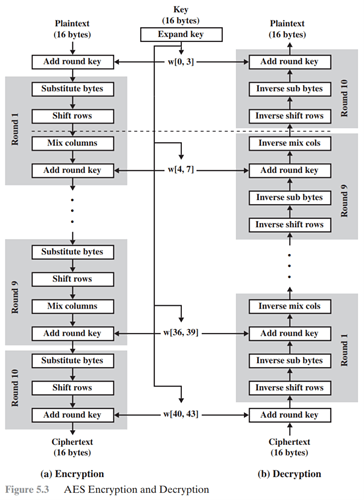 Key
(16 bytes)
Expand key
Plaintext
(16 bytes)
Add round key
Round 1
Substitute bytes
Shift rows
Mix columns
Add round key
Round 9
Substitute bytes
Shift rows
Mix columns
Add round key
Round 10
Substitute bytes
Shift rows
Add round key
Ciphertext
(16 bytes)
(a) Encryption
w[0, 3]
w[4, 7]
w[36, 39]
w[40, 43]
Plaintext
(16 bytes)
Add round key
Inverse sub bytes
Inverse shift rows
Round 10
Inverse mix cols
Add round key
Inverse sub bytes
Inverse shift rows
Round 9
Inverse mix cols
Add round key
Inverse sub bytes
Inverse shift rows
Round 1
Add round key
Ciphertext
(16 bytes)
(b) Decryption
Figure 5.3 AES Encryption and Decryption